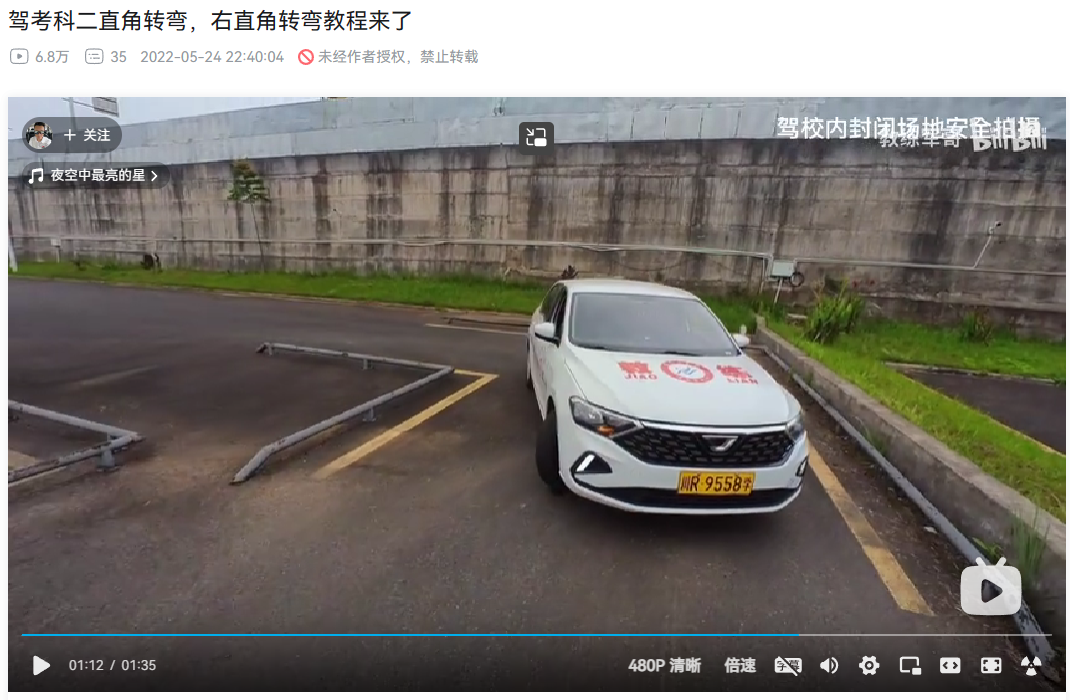 驾考科二直角转弯，右直角转弯教程来了
6.8万 35 2022-05-24 22:40:04 未经作者授权，禁止转载
+ 关注
驾校内封闭场地安全拍摄
教练车哥 bilibili
夜空中最亮的星
教 练
JIAO LIAN
川R·9558学
01:12 / 01:35
480P 清晰 倍速